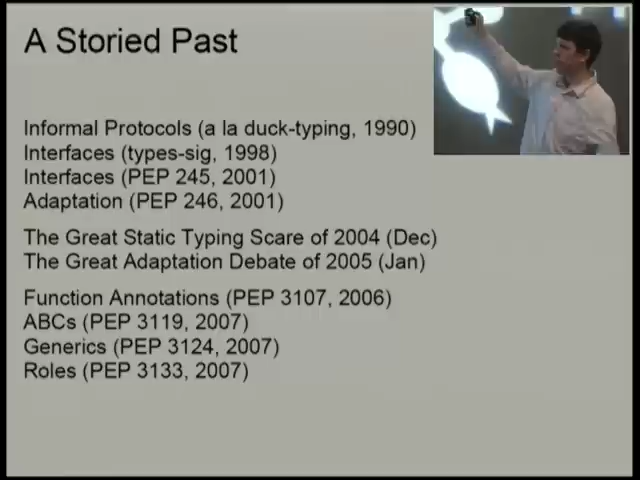 A Storied Past
Informal Protocols (a la duck-typing, 1990)
Interfaces (types-sig, 1998)
Interfaces (PEP 245, 2001)
Adaptation (PEP 246, 2001)
The Great Static Typing Scare of 2004 (Dec)
The Great Adaptation Debate of 2005 (Jan)
Function Annotations (PEP 3107, 2006)
ABCs (PEP 3119, 2007)
Generics (PEP 3124, 2007)
Roles (PEP 3133, 2007)